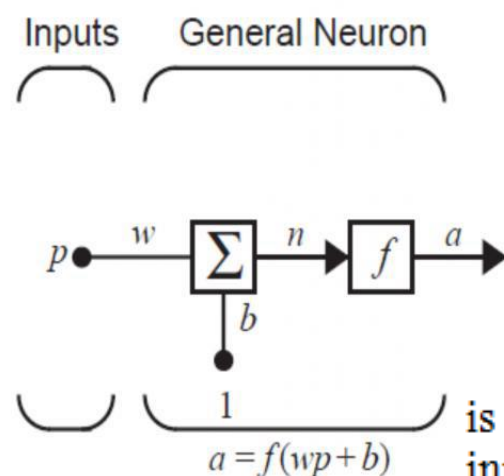 Inputs General Neuron
p w Σ n f a
b
1
is
a = f(wp + b)